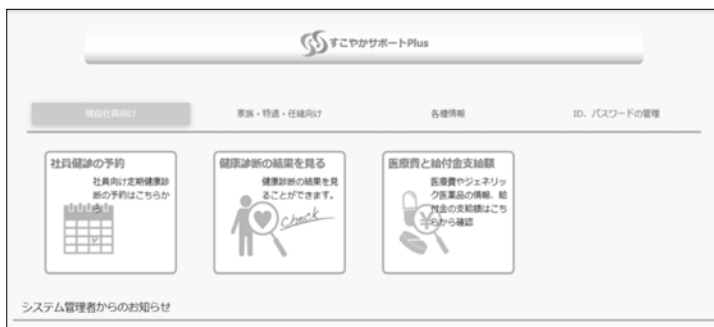 すこやかサポートPlus
現役社員向け
家族・特退・任継向け
各種情報
ID、パスワードの管理
社員健診の予約
社員向け定期健康診
断の予約はこちらか
ら
健康診断の結果を見る
健康診断の結果を見
ることができます。
check
医療費と給付金支給額
医療費やジェネリッ
ク医薬品の情報、給
付金の支給額はこち
らから確認
システム管理者からのお知らせ